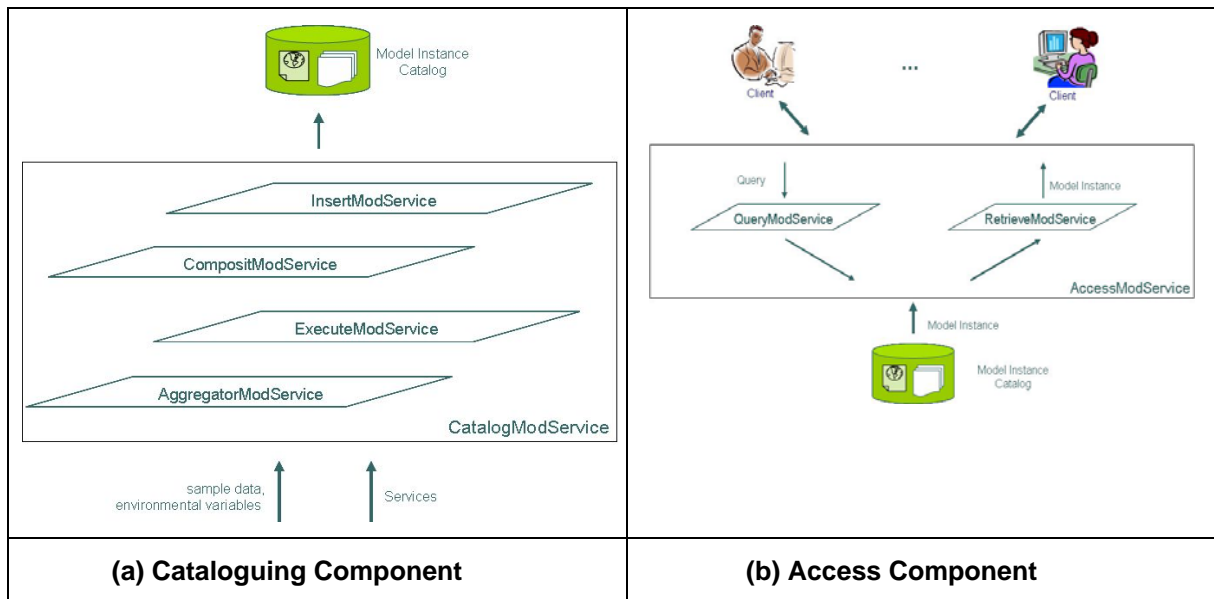 Model Instance
Catalog
InsertModService
CompositModService
ExecuteModService
AggregatorModService
CatalogModService
sample data,
environmental variables
Services
(a) Cataloguing Component
...
Client
Client
Query
Model Instance
QueryModService
RetrieveModService
AccessModService
Model Instance
Model Instance
Catalog
(b) Access Component